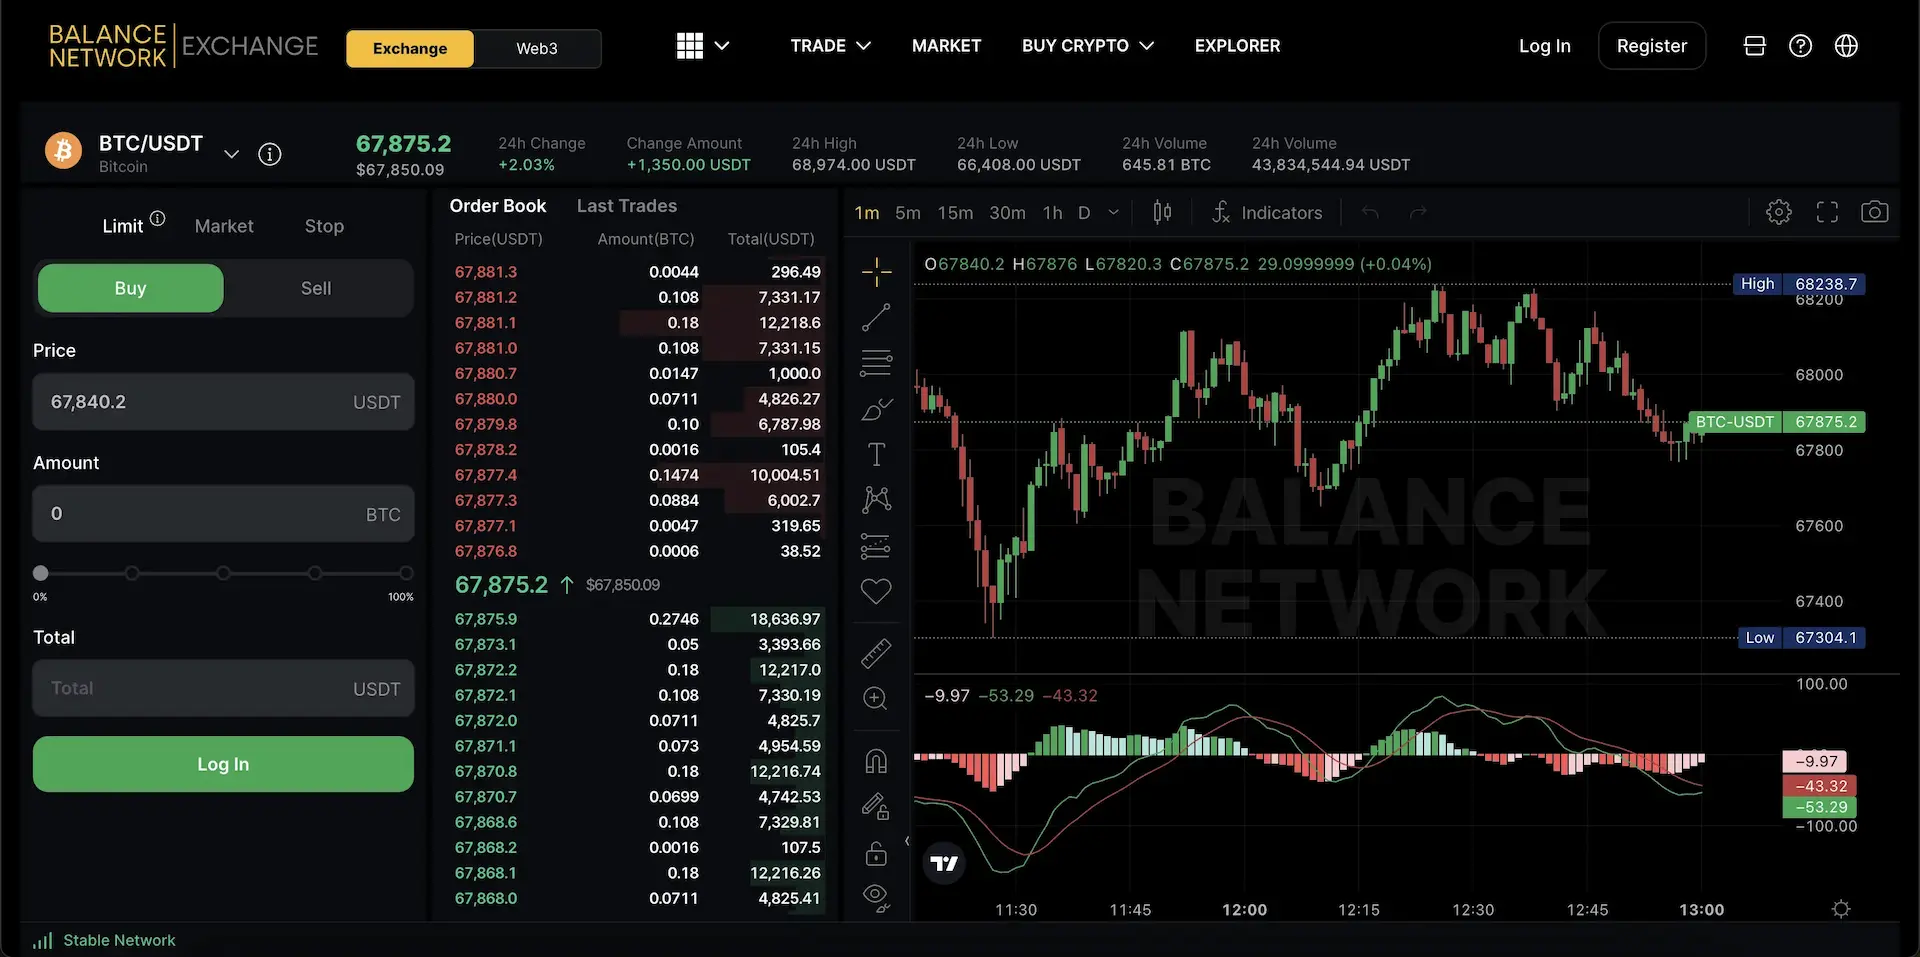 BALANCE
NETWORK
EXCHANGE
Exchange
Web3
TRADE
MARKET
BUY CRYPTO
EXPLORER
Log In
Register
BTC/USDT
Bitcoin
67,875.2
$67,850.09
24h Change
+2.03%
Change Amount
+1,350.00 USDT
24h High
68,974.00 USDT
24h Low
66,408.00 USDT
24h Volume
645.81 BTC
24h Volume
43,834,544.94 USDT
Limit
Market
Stop
Buy
Sell
Price
67,840.2 USDT
Amount
0 BTC
0% 100%
Total
Total USDT
Log In
Order Book Last Trades
Price(USDT) Amount(BTC) Total(USDT)
67,881.3 0.0044 296.49
67,881.2 0.108 7,331.17
67,881.1 0.18 12,218.6
67,881.0 0.108 7,331.15
67,880.7 0.0147 1,000.0
67,880.0 0.0711 4,826.27
67,879.8 0.10 6,787.98
67,878.2 0.0016 105.4
67,877.4 0.1474 10,004.51
67,877.3 0.0884 6,002.7
67,877.1 0.0047 319.65
67,876.8 0.0006 38.52
67,875.2 ↑ $67,850.09
67,875.9 0.2746 18,636.97
67,873.1 0.05 3,393.66
67,872.2 0.18 12,217.0
67,872.1 0.108 7,330.19
67,872.0 0.0711 4,825.7
67,871.1 0.073 4,954.59
67,870.8 0.18 12,216.74
67,870.7 0.0699 4,742.53
67,868.6 0.108 7,329.81
67,868.2 0.0016 107.5
67,868.1 0.18 12,216.26
67,868.0 0.0711 4,825.41
1m 5m 15m 30m 1h D Indicators
O67840.2 H67876 L67820.3 C67875.2 29.0999999 (+0.04%)
High 68238.7
68200
68000
BTC-USDT 67875.2
67800
67600
67400
Low 67304.1
BALANCE
NETWORK
−9.97 −53.29 −43.32
100.00
−9.97
−43.32
−53.29
−100.00
11:30 11:45 12:00 12:15 12:30 12:45 13:00
Stable Network